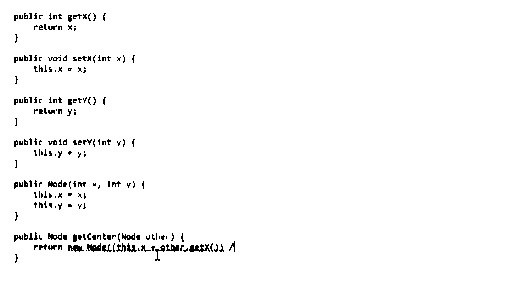 public int getX() {
return x;
}
public void setX(int x) {
this.x = x;
}
public int getY() {
return y;
}
public void setY(int y) {
this.y = y;
}
public Node(int x, int y) {
this.x = x;
this.y = y;
}
public Node getCenter(Node other) {
return new Node((this.x + other.getX()) /
}